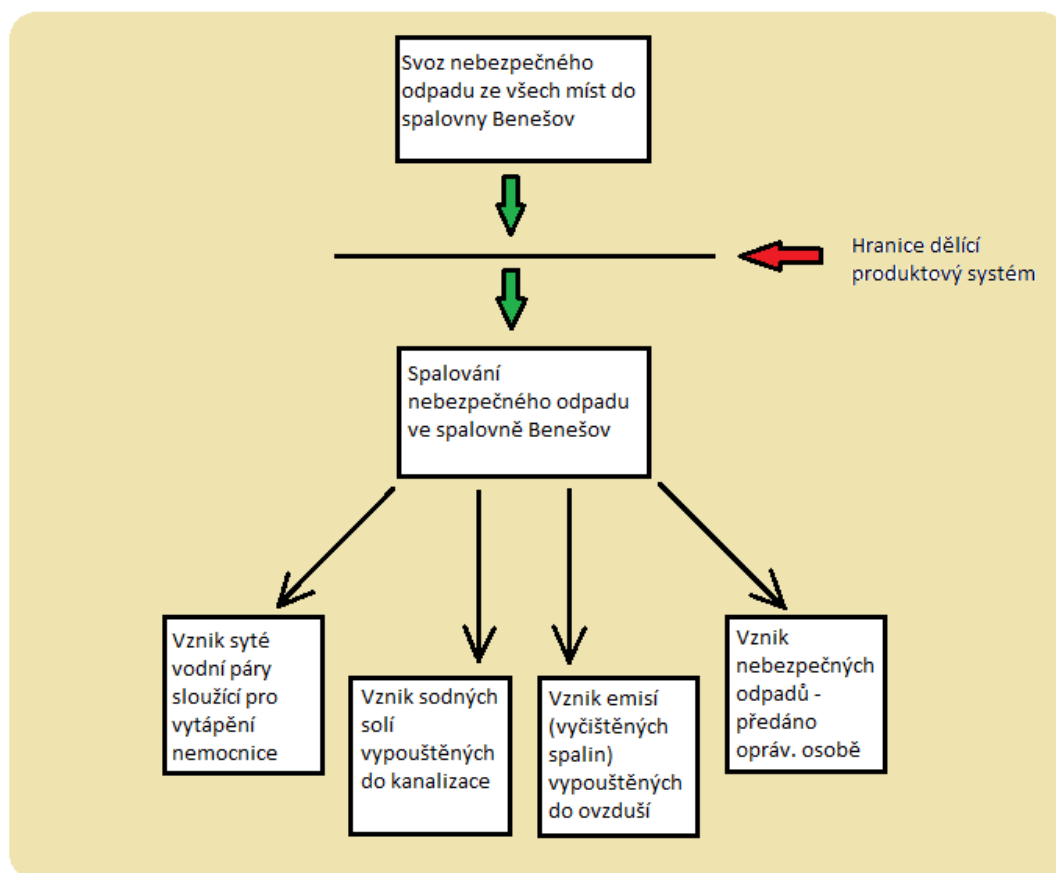 Svoz nebezpečného
odpadu ze všech míst do
spalovny Benešov
Hranice dělící
produktový systém
Spalování
nebezpečného odpadu
ve spalovně Benešov
Vznik syté
vodní páry
sloužící pro
vytápění
nemocnice
Vznik sodných
solí
vypouštěných
do kanalizace
Vznik emisí
(vyčištěných
spalin)
vypouštěných
do ovzduší
Vznik
nebezpečných
odpadů -
předáno
opráv. osobě